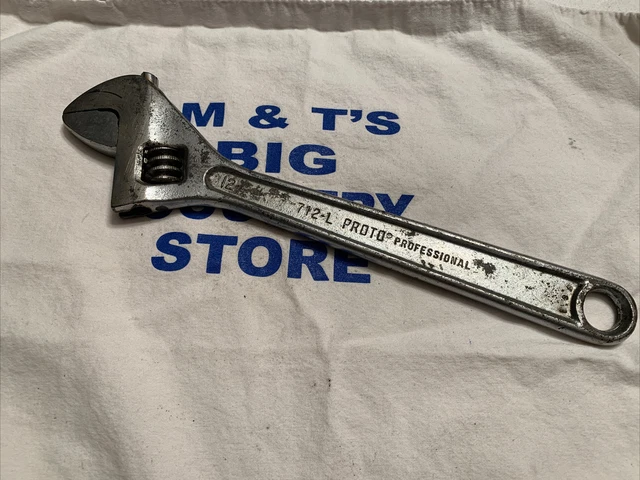 M & T'S
BIG
STORE
12
712-L PROTO® PROFESSIONAL